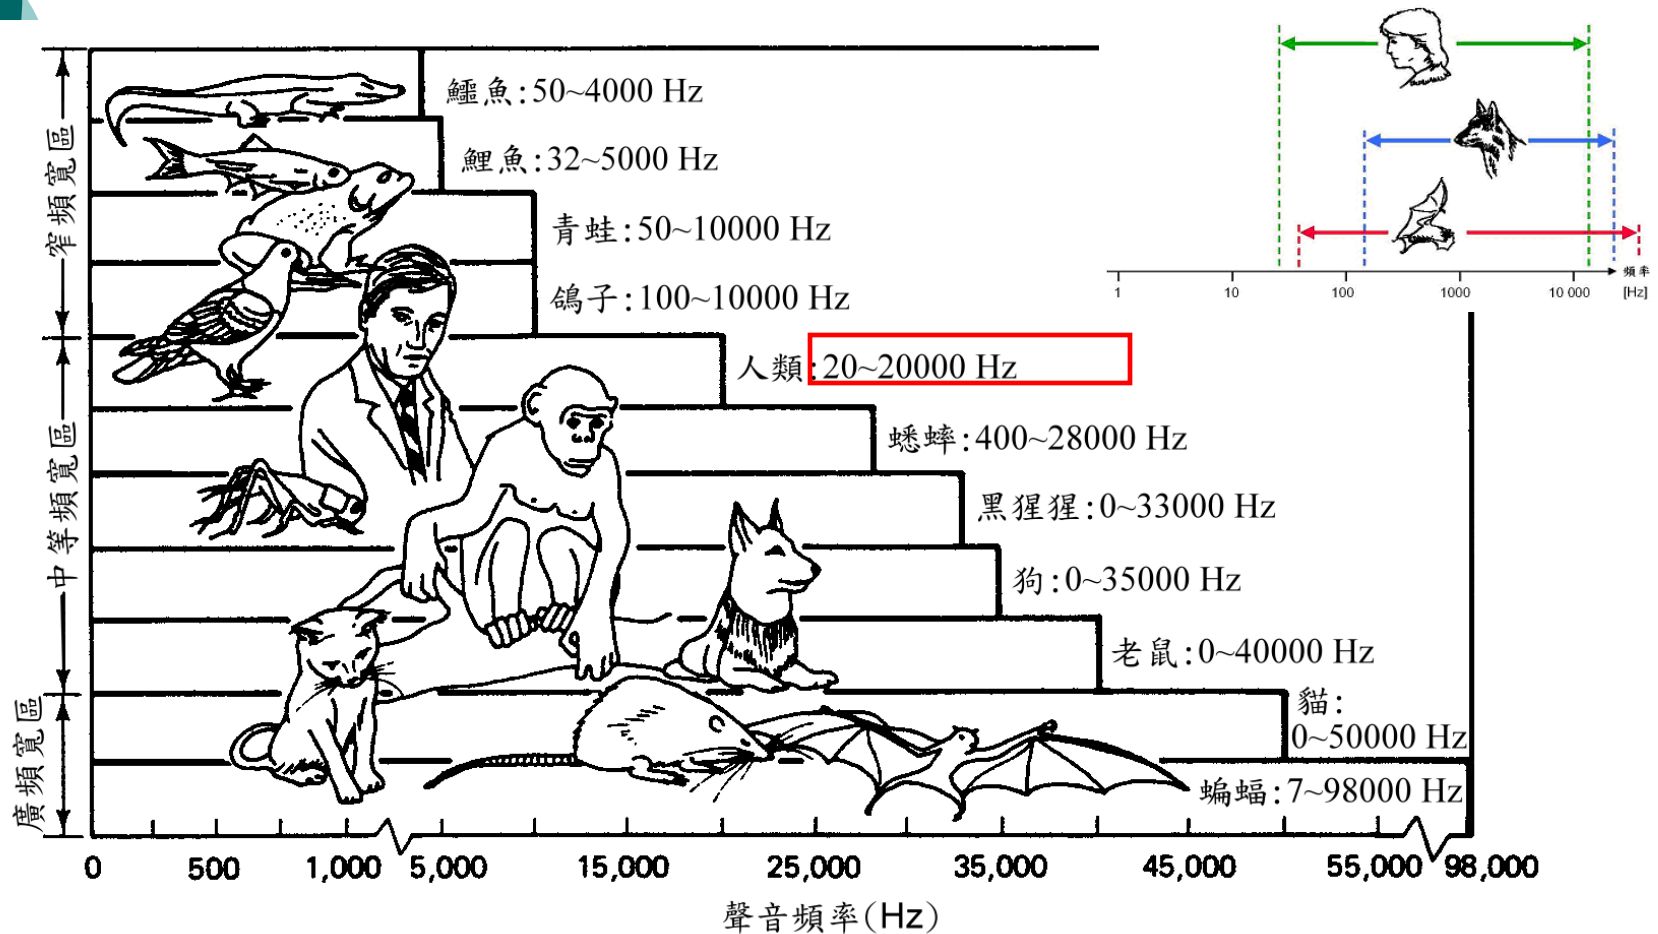 鱷魚:50~4000 Hz
鯉魚:32~5000 Hz
青蛙:50~10000 Hz
鴿子:100~10000 Hz
人類:20~20000 Hz
蟋蟀:400~28000 Hz
黑猩猩:0~33000 Hz
狗:0~35000 Hz
老鼠:0~40000 Hz
貓:
0~50000 Hz
蝙蝠:7~98000 Hz
窄頻寬區
中等頻寬區
廣頻寬區
0 500 1,000 5,000 15,000 25,000 35,000 45,000 55,000 98,000
聲音頻率(Hz)
1 10 100 1000 10 000
頻率
[Hz]